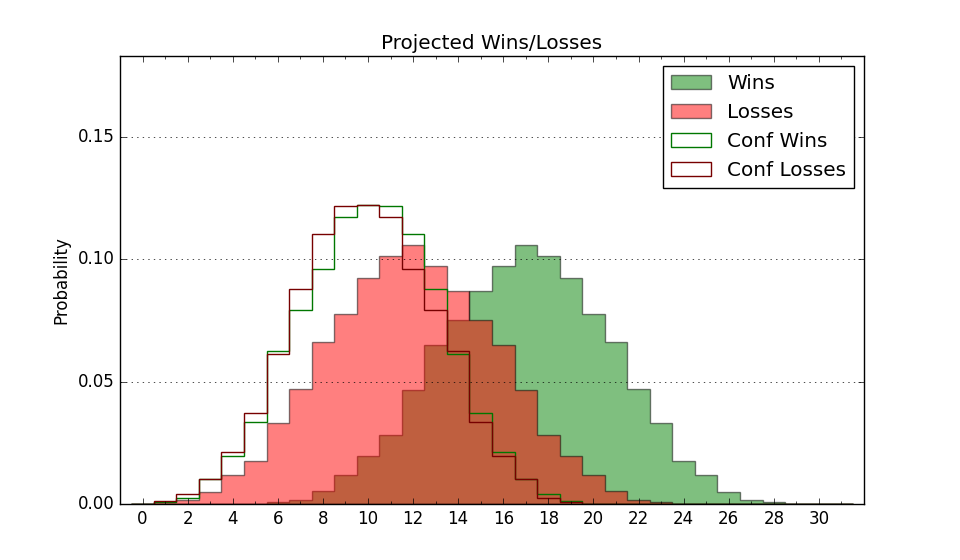 Projected Wins/Losses
Wins
Losses
Conf Wins
Conf Losses
Probability
0.15
0.10
0.05
0.00
0 2 4 6 8 10 12 14 16 18 20 22 24 26 28 30